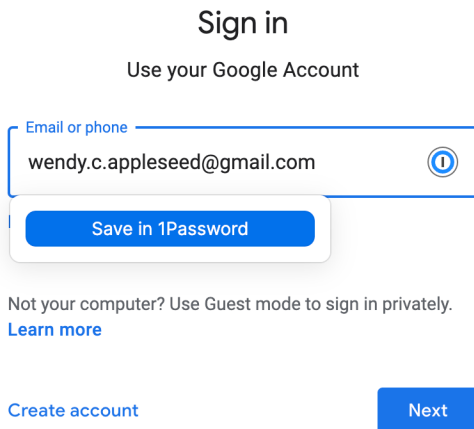 Sign in
Use your Google Account
Email or phone
wendy.c.appleseed@gmail.com
Save in 1Password
Not your computer? Use Guest mode to sign in privately.
Learn more
Create account
Next